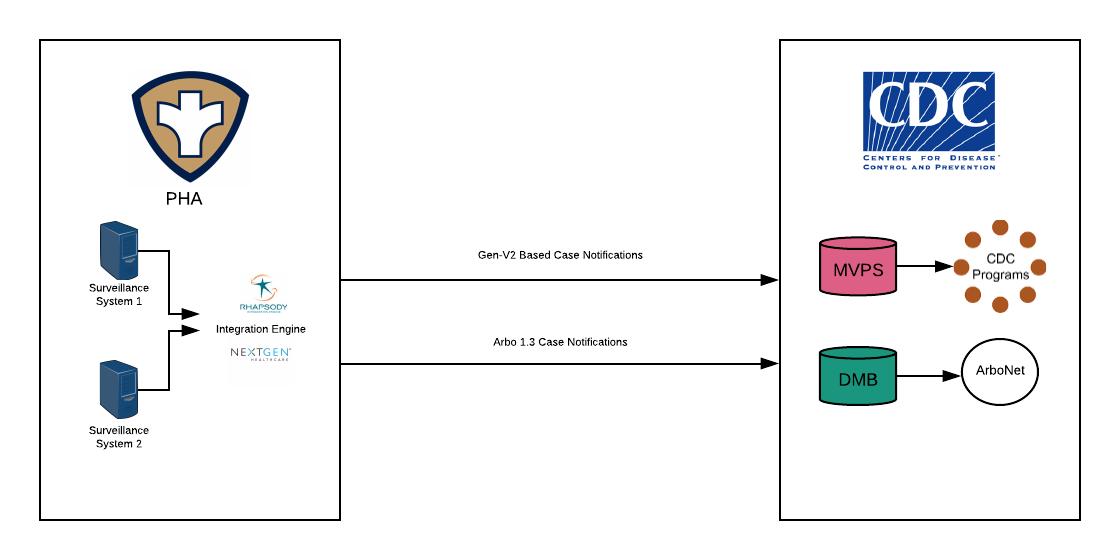 PHA
Surveillance
System 1
RHAPSODY
Integration Engine
NEXTGEN
HEALTHCARE
Surveillance
System 2
Gen-V2 Based Case Notifications
Arbo 1.3 Case Notifications
CDC
CENTERS FOR DISEASE
CONTROL AND PREVENTION
MVPS
CDC
Programs
DMB
ArboNet